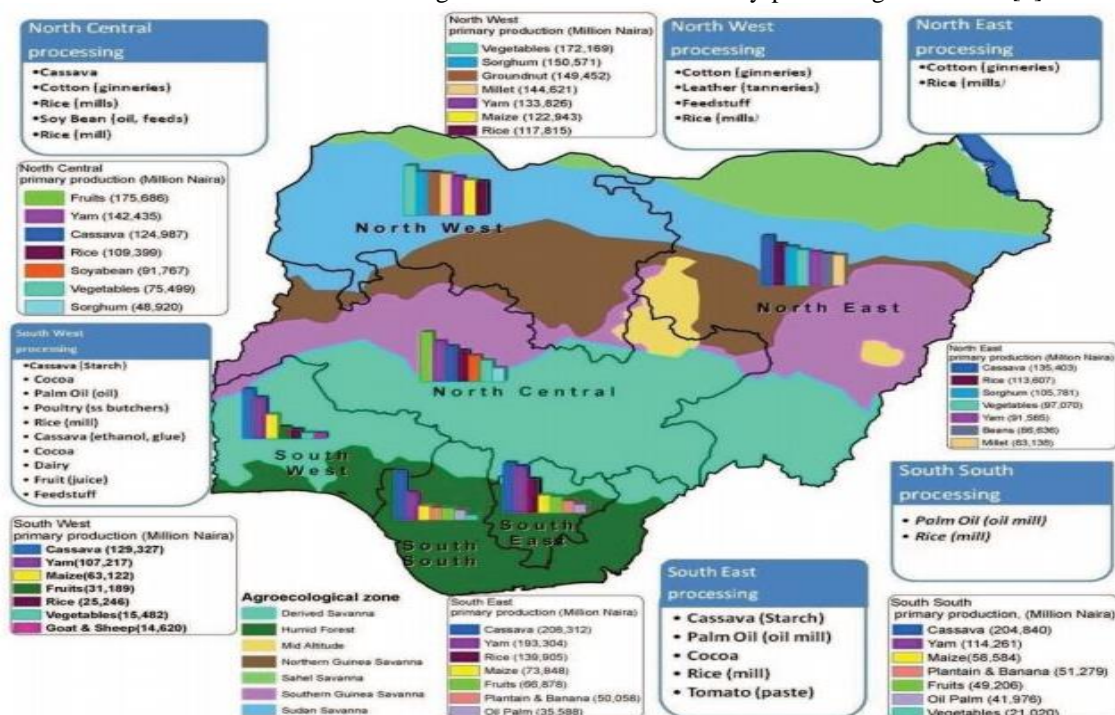 North Central
processing
•Cassava
•Cotton (ginneries)
•Rice (mills)
•Soy Bean (oil, feeds)
•Rice (mill)
North West
primary production (Million Naira)
Vegetables (172,169)
Sorghum (150,571)
Groundnut (149,452)
Millet (144,621)
Yam (133,826)
Maize (122,943)
Rice (117,815)
North West
processing
•Cotton (ginneries)
•Leather (tanneries)
•Feedstuff
•Rice (mills)
North East
processing
•Cotton (ginneries)
•Rice (mills)
North Central
primary production (Million Naira)
Fruits (175,686)
Yam (142,435)
Cassava (124,987)
Rice (109,399)
Soyabean (91,767)
Vegetables (75,499)
Sorghum (48,920)
North West
North East
North Central
South
West
South
South
South
East
South West
processing
•Cassava (Starch)
• Cocoa
• Palm Oil (oil)
• Poultry (ss butchers)
• Rice (mill)
• Cassava (ethanol, glue)
• Cocoa
• Dairy
• Fruit (juice)
• Feedstuff
North East
primary production (Million Naira)
Cassava (135,403)
Rice (113,607)
Sorghum (105,781)
Vegetables (97,070)
Yam (91,565)
Beans (86,636)
Millet (83,138)
South South
processing
• Palm Oil (oil mill)
• Rice (mill)
South West
primary production (Million Naira)
Cassava (129,327)
Yam(107,217)
Maize(63,122)
Fruits(31,189)
Rice (25,246)
Vegetables(15,482)
Goat & Sheep(14,620)
Agroecological zone
Derived Savanna
Humid Forest
Mid Altitude
Northern Guinea Savanna
Sahel Savanna
Southern Guinea Savanna
Sudan Savanna
South East
primary production (Million Naira)
Cassava (208,312)
Yam (193,304)
Rice (139,905)
Maize (73,848)
Fruits (66,878)
Plantain & Banana (50,058)
Oil Palm (35,588)
South East
processing
• Cassava (Starch)
• Palm Oil (oil mill)
• Cocoa
• Rice (mill)
• Tomato (paste)
South South
primary production, (Million Naira)
Cassava (204,840)
Yam (114,261)
Maize(58,584)
Plantain & Banana (51,279)
Fruits (49,206)
Oil Palm (41,976)
Vegetables (21,020)